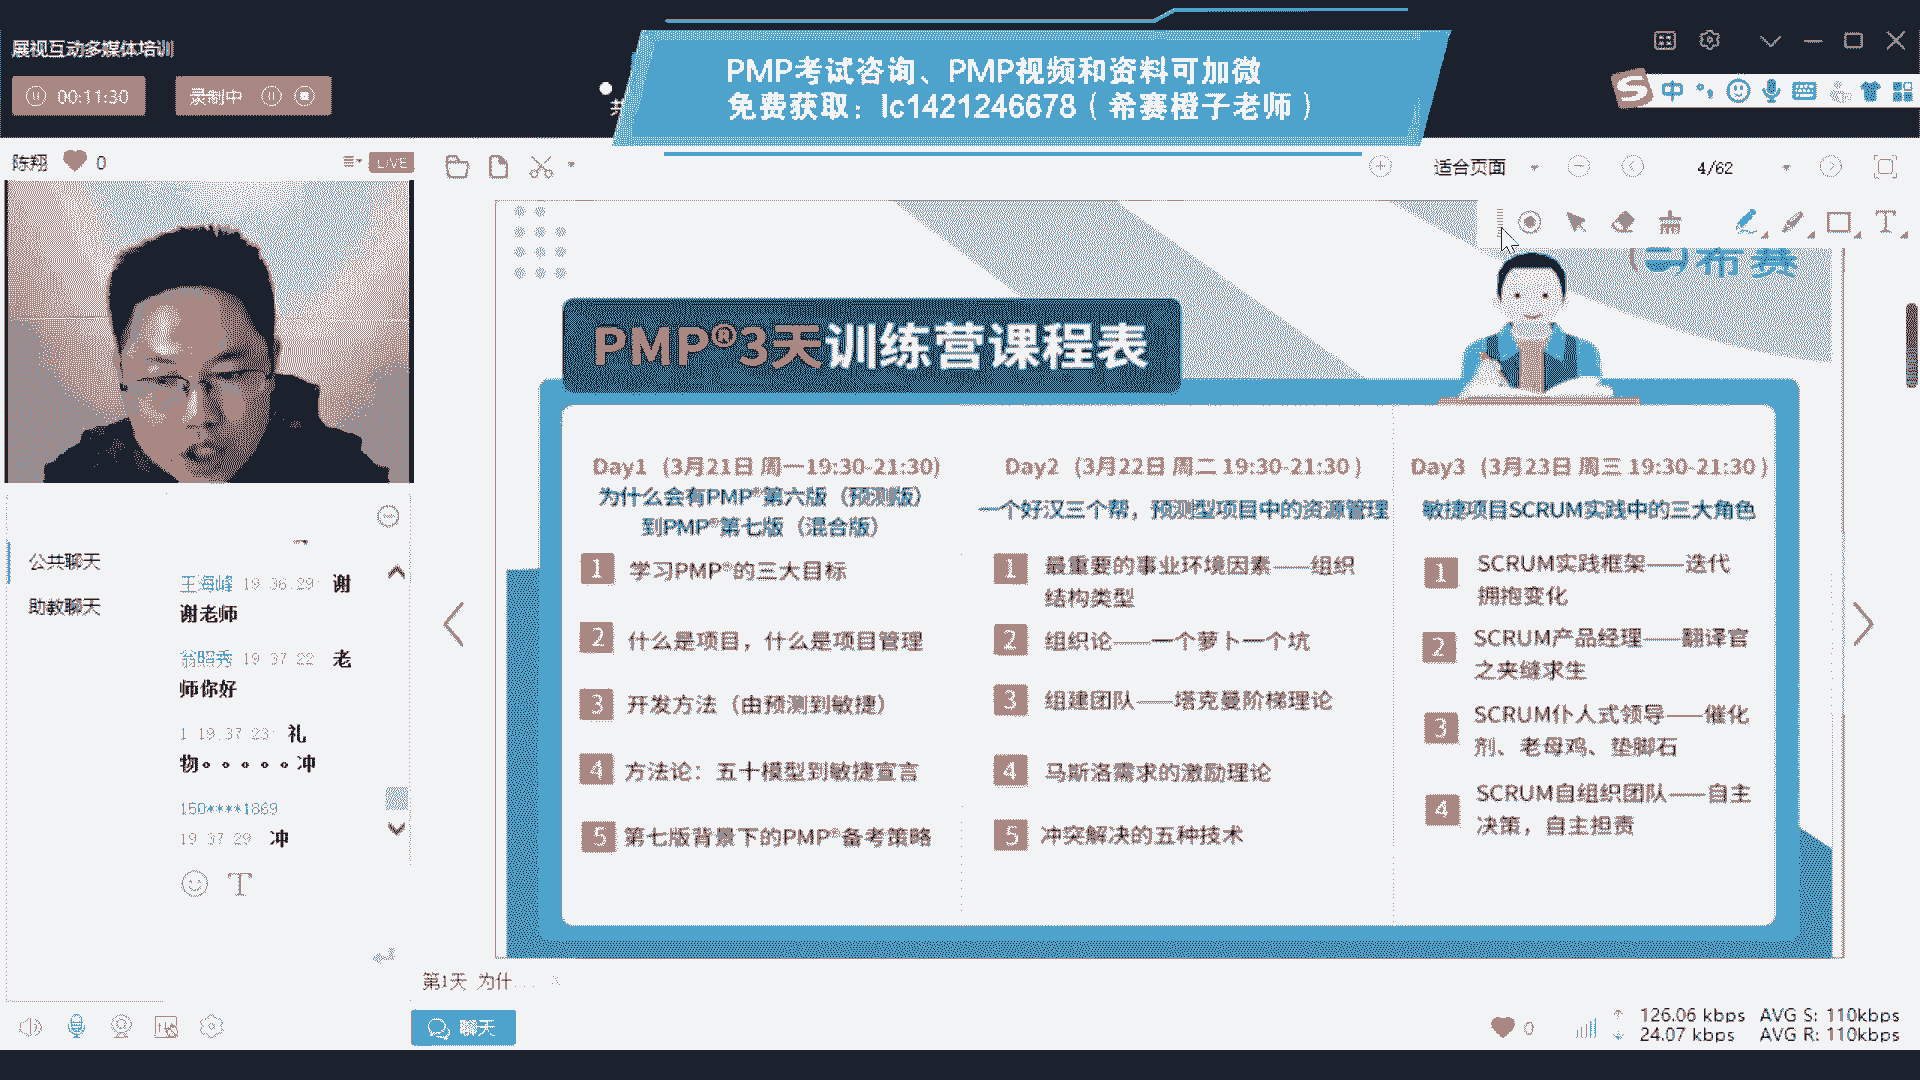 展视互动多媒体培训
00:11:30
录制中
PMP考试咨询、PMP视频和资料可加微
免费获取：lc1421246678（希赛橙子老师）
中
陈翔
0
LIVE
适合页面
4/62
希赛
PMP®3天训练营课程表
Day1（3月21日 周一19:30-21:30)
为什么会有PMP®第六版（预测版）
到PMP®第七版（混合版）
1 学习PMP®的三大目标
2 什么是项目，什么是项目管理
3 开发方法（由预测到敏捷）
4 方法论：五十模型到敏捷宣言
5 第七版背景下的PMP®备考策略
Day2（3月22日 周二 19:30-21:30）
一个好汉三个帮，预测型项目中的资源管理
1 最重要的事业环境因素——组织
结构类型
2 组织论——一个萝卜一个坑
3 组建团队——塔克曼阶梯理论
4 马斯洛需求的激励理论
5 冲突解决的五种技术
Day3（3月23日 周三 19:30-21:30）
敏捷项目SCRUM实践中的三大角色
1 SCRUM实践框架——迭代
拥抱变化
2 SCRUM产品经理——翻译官
之夹缝求生
3 SCRUM仆人式领导——催化
剂、老母鸡、垫脚石
4 SCRUM自组织团队——自主
决策，自主担责
公共聊天
助教聊天
王海峰 19:36:29 谢
谢老师
翁照秀 19:37:22 老
师你好
1 19:37:23 礼
物。。。。。冲
150****1869
19:37:29 冲
第1天 为什...
聊天
0
126.06 kbps AVG S: 110kbps
24.07 kbps AVG R: 110kbps